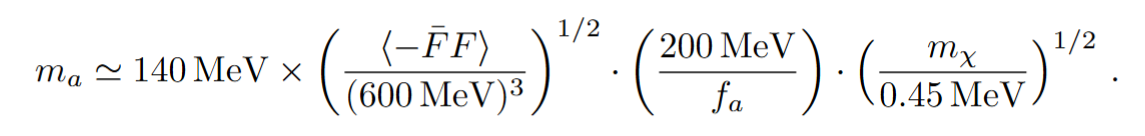 m_a ≃ 140 MeV × ( ⟨−F̄F⟩ / (600 MeV)³ )^{1/2} · ( 200 MeV / f_a ) · ( m_χ / 0.45 MeV )^{1/2} .